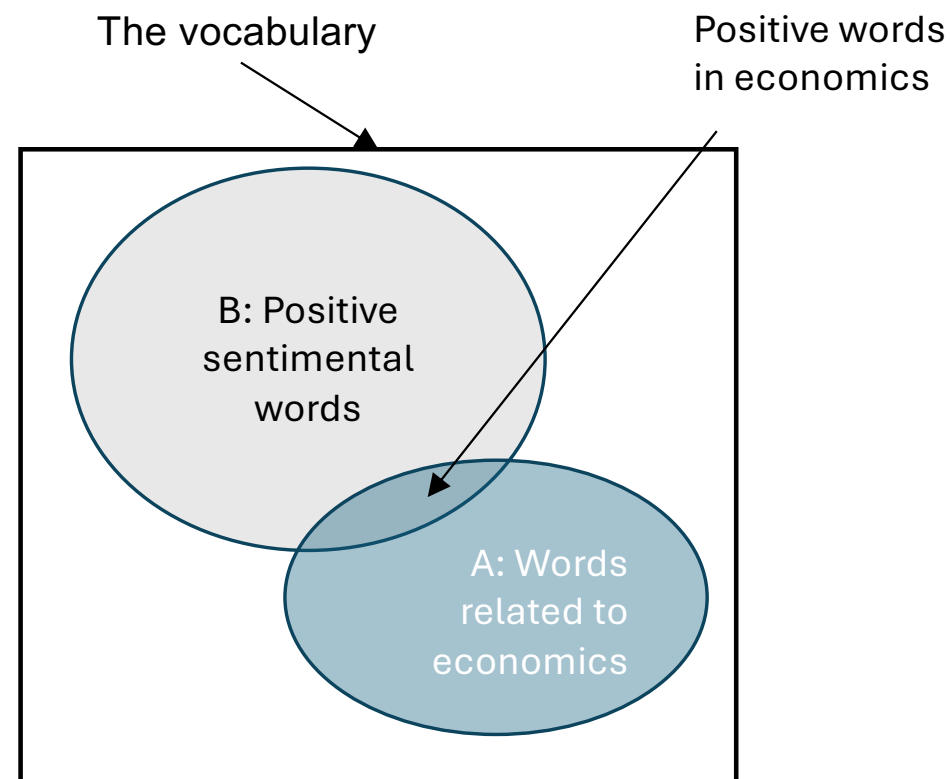 The vocabulary
Positive words
in economics
B: Positive
sentimental
words
A: Words
related to
economics